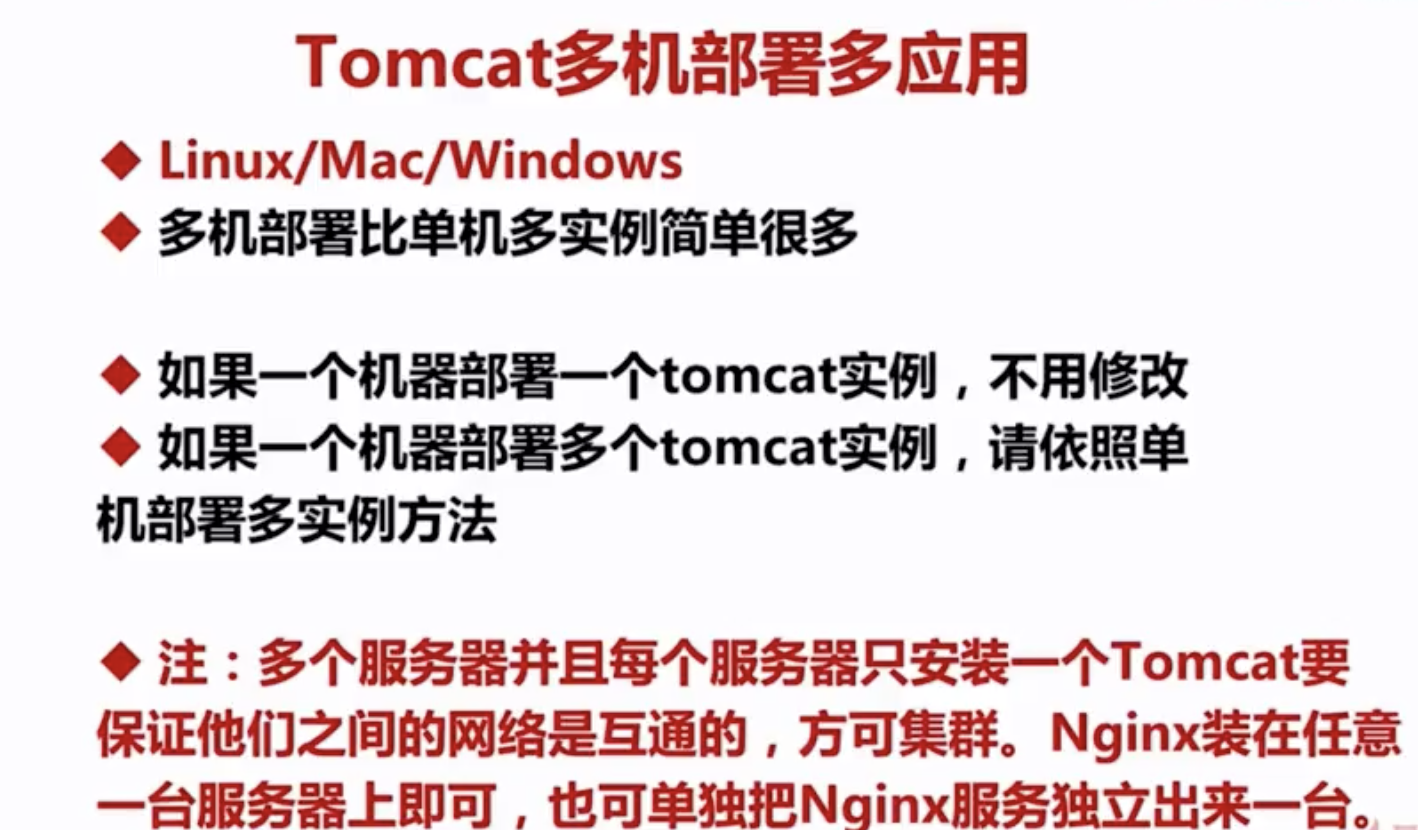 Tomcat多机部署多应用
◆ Linux/Mac/Windows
◆ 多机部署比单机多实例简单很多
◆ 如果一个机器部署一个tomcat实例，不用修改
◆ 如果一个机器部署多个tomcat实例，请依照单
机部署多实例方法
◆ 注：多个服务器并且每个服务器只安装一个Tomcat要
保证他们之间的网络是互通的，方可集群。Nginx装在任意
一台服务器上即可，也可单独把Nginx服务独立出来一台。